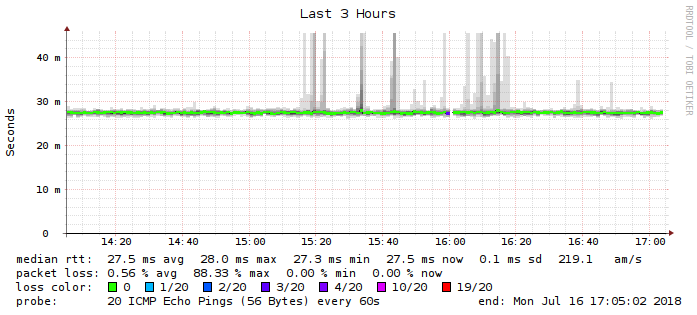 Last 3 Hours
RRDTOOL / TOBI OETIKER
Seconds
40 m
30 m
20 m
10 m
0
14:20 14:40 15:00 15:20 15:40 16:00 16:20 16:40 17:00
median rtt: 27.5 ms avg 28.0 ms max 27.3 ms min 27.5 ms now 0.1 ms sd 219.1 am/s
packet loss: 0.56 % avg 88.33 % max 0.00 % min 0.00 % now
loss color: 0 1/20 2/20 3/20 4/20 10/20 19/20
probe: 20 ICMP Echo Pings (56 Bytes) every 60s end: Mon Jul 16 17:05:02 2018